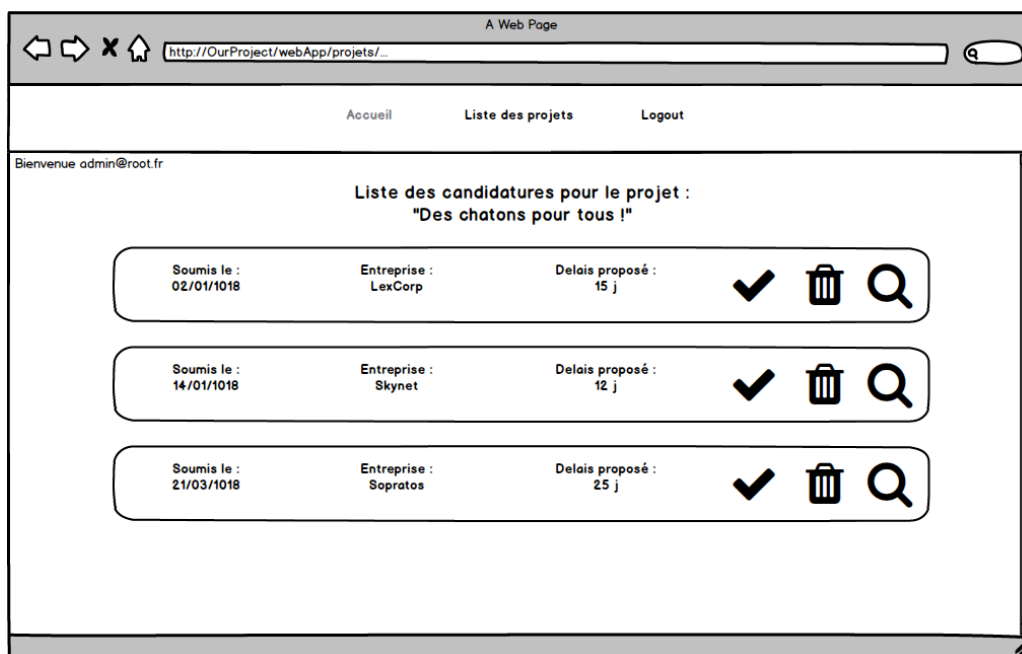 A Web Page
http://OurProject/webApp/projets/...
Accueil Liste des projets Logout
Bienvenue admin@root.fr
Liste des candidatures pour le projet :
"Des chatons pour tous !"
Soumis le : Entreprise : Delais proposé :
02/01/1018 LexCorp 15 j
Soumis le : Entreprise : Delais proposé :
14/01/1018 Skynet 12 j
Soumis le : Entreprise : Delais proposé :
21/03/1018 Sopratos 25 j